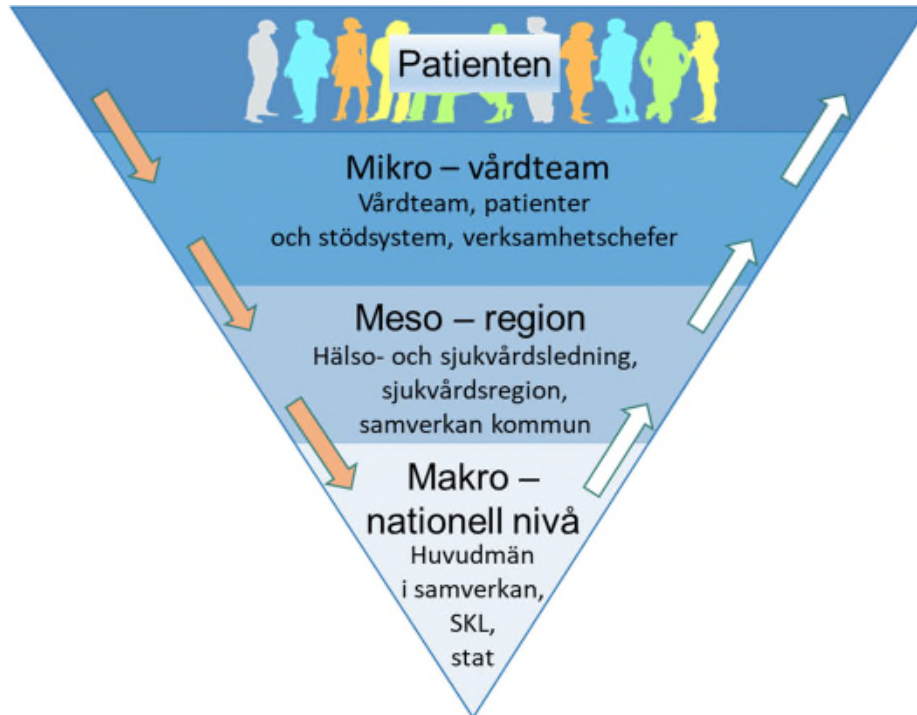 Patienten
Mikro – vårdteam
Vårdteam, patienter
och stödsystem, verksamhetschefer
Meso – region
Hälso- och sjukvårdsledning,
sjukvårdsregion,
samverkan kommun
Makro –
nationell nivå
Huvudmän
i samverkan,
SKL,
stat